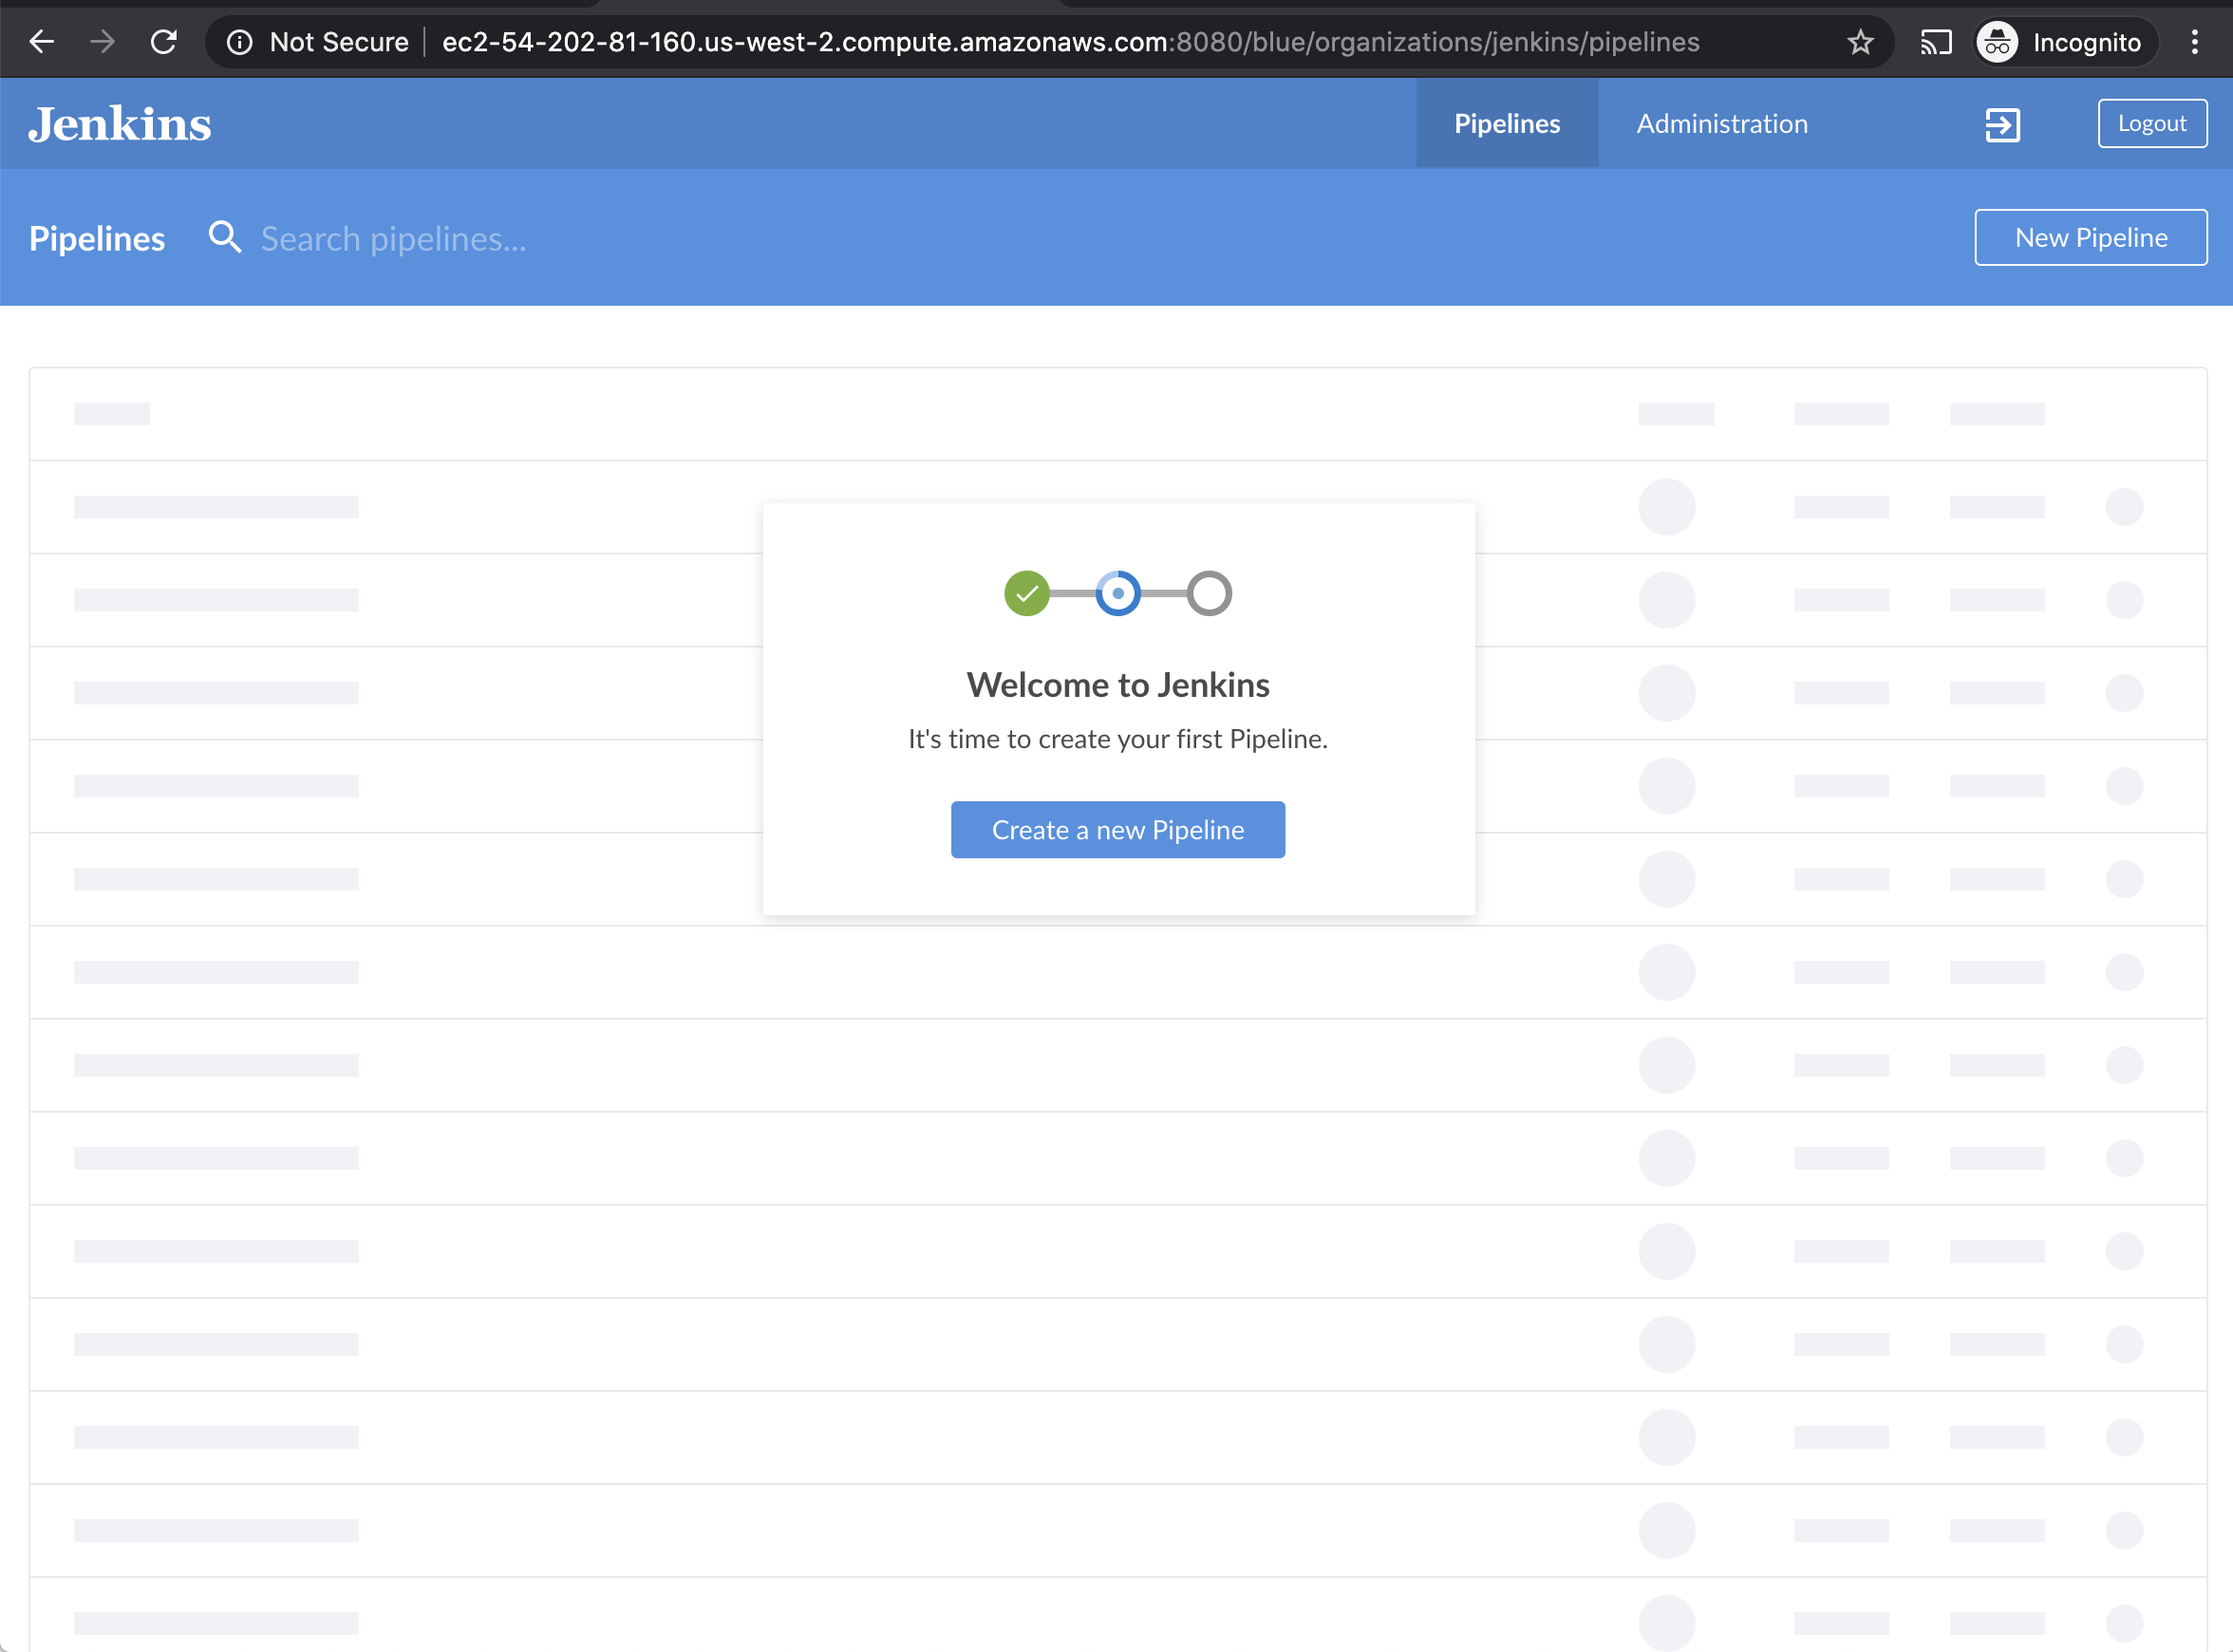 Not Secure ec2-54-202-81-160.us-west-2.compute.amazonaws.com:8080/blue/organizations/jenkins/pipelines Incognito
Jenkins Pipelines Administration Logout
Pipelines Search pipelines... New Pipeline
Welcome to Jenkins
It's time to create your first Pipeline.
Create a new Pipeline